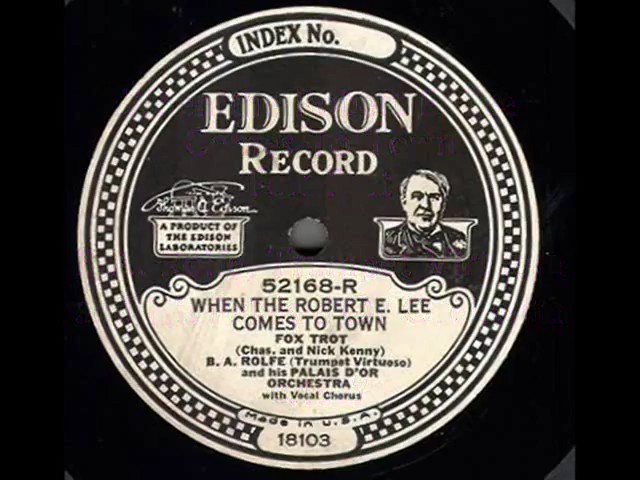 INDEX No.
EDISON
RECORD
Thomas A Edison
A PRODUCT OF
THE EDISON
LABORATORIES
52168-R
WHEN THE ROBERT E. LEE
COMES TO TOWN
FOX TROT
(Chas. and Nick Kenny)
B. A. ROLFE (Trumpet Virtuoso)
and his PALAIS D'OR
ORCHESTRA
with Vocal Chorus
Made in U.S.A.
18103